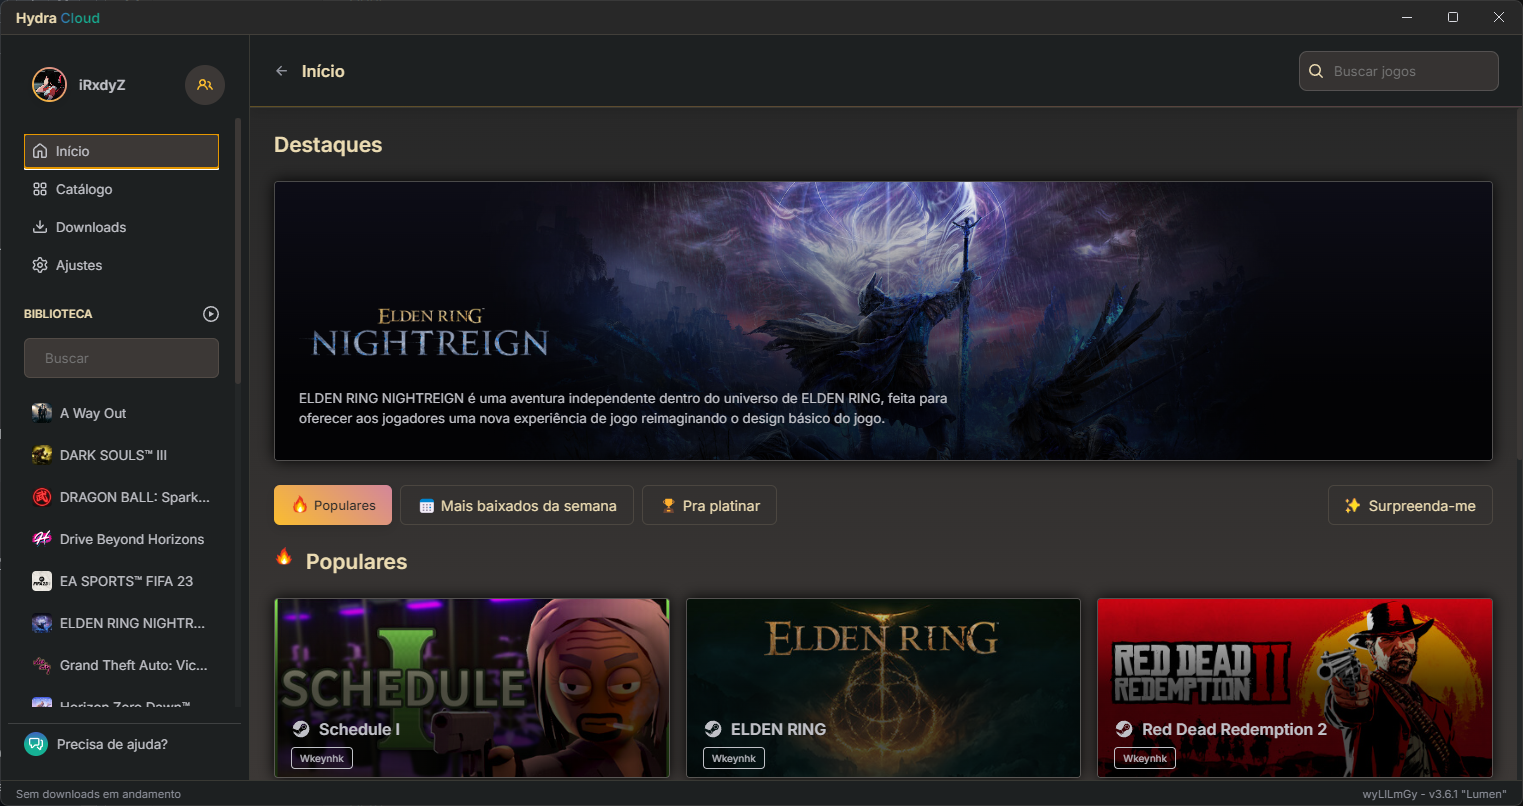 Hydra Cloud
iRxdyZ
Início
Catálogo
Downloads
Ajustes
BIBLIOTECA
Buscar
A Way Out
DARK SOULS™ III
DRAGON BALL: Spark...
Drive Beyond Horizons
EA SPORTS™ FIFA 23
ELDEN RING NIGHTR...
Grand Theft Auto: Vic...
Horizon Zero Dawn™
Precisa de ajuda?
Início
Buscar jogos
Destaques
ELDEN RING
NIGHTREIGN
ELDEN RING NIGHTREIGN é uma aventura independente dentro do universo de ELDEN RING, feita para
oferecer aos jogadores uma nova experiência de jogo reimaginando o design básico do jogo.
Populares
Mais baixados da semana
Pra platinar
Surpreenda-me
Populares
I
SCHEDULE
Schedule I
Wkeynhk
ELDEN RING
ELDEN RING
Wkeynhk
RED DEAD
REDEMPTION II
Red Dead Redemption 2
Wkeynhk
Sem downloads em andamento
wyLlLmGy - v3.6.1 "Lumen"